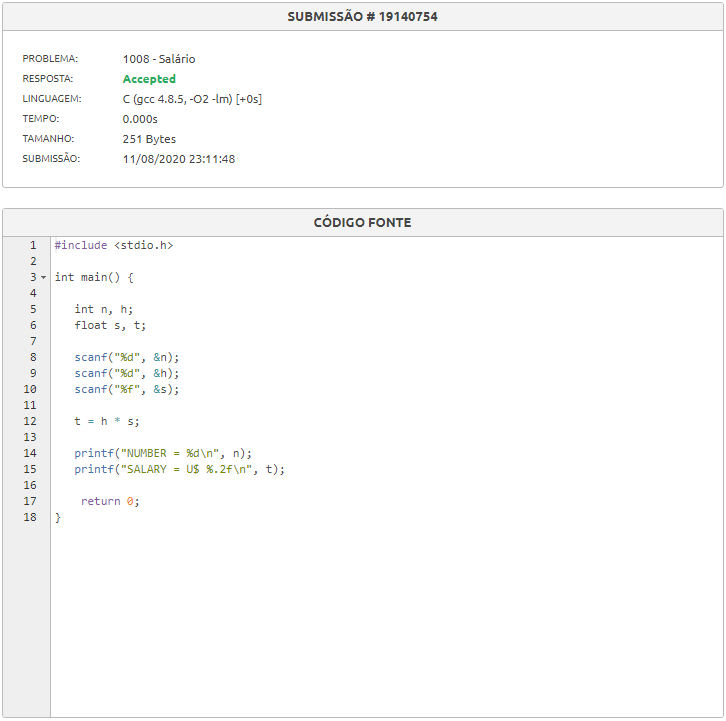 SUBMISSÃO # 19140754
PROBLEMA: 1008 - Salário
RESPOSTA: Accepted
LINGUAGEM: C (gcc 4.8.5, -O2 -lm) [+0s]
TEMPO: 0.000s
TAMANHO: 251 Bytes
SUBMISSÃO: 11/08/2020 23:11:48
CÓDIGO FONTE
1 #include <stdio.h>
2
3 int main() {
4
5 int n, h;
6 float s, t;
7
8 scanf("%d", &n);
9 scanf("%d", &h);
10 scanf("%f", &s);
11
12 t = h * s;
13
14 printf("NUMBER = %d\n", n);
15 printf("SALARY = U$ %.2f\n", t);
16
17 return 0;
18 }